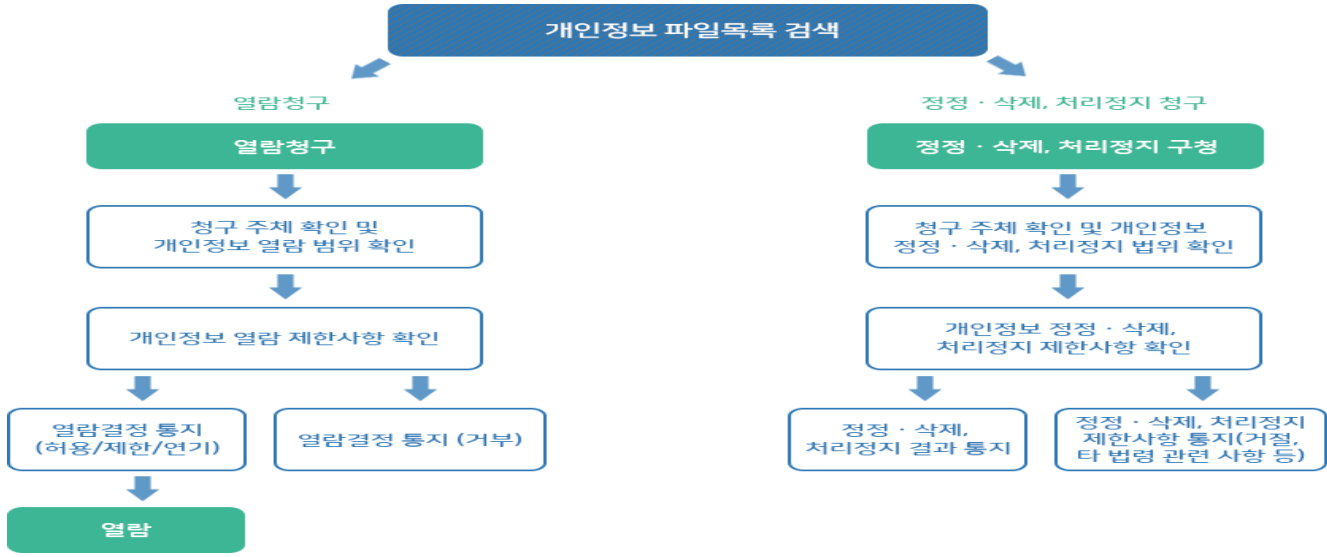 개인정보 파일목록 검색
열람청구
열람청구
청구 주체 확인 및
개인정보 열람 범위 확인
개인정보 열람 제한사항 확인
열람결정 통지
(허용/제한/연기)
열람결정 통지 (거부)
열람
정정 · 삭제, 처리정지 청구
정정 · 삭제, 처리정지 구청
청구 주체 확인 및 개인정보
정정 · 삭제, 처리정지 법위 확인
개인정보 정정 · 삭제,
처리정지 제한사항 확인
정정 · 삭제,
처리정지 결과 통지
정정 · 삭제, 처리정지
제한사항 통지(거절,
타 법령 관련 사항 등)